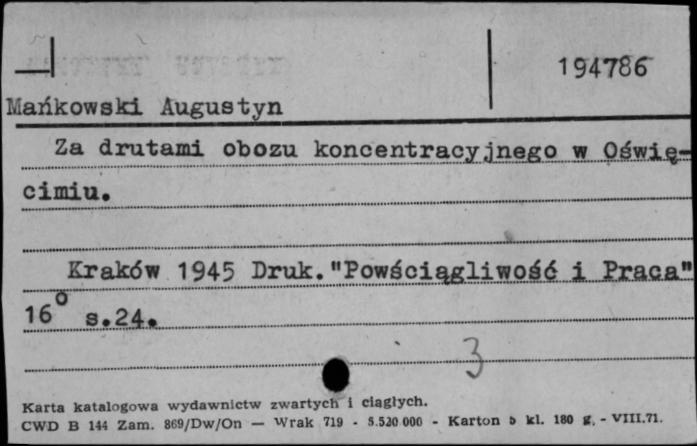 194786
Mańkowski Augustyn
Za drutami obozu koncentracyjnego w Oświę-
cimiu.
Kraków 1945 Druk."Powściągliwość i Praca"
16° s.24.
3
Karta katalogowa wydawnictw zwartych i ciągłych.
CWD B 144 Zam. 869/Dw/On — Wrak 719 - 5.520 000 - Karton b kl. 180 g, - VIII.71.